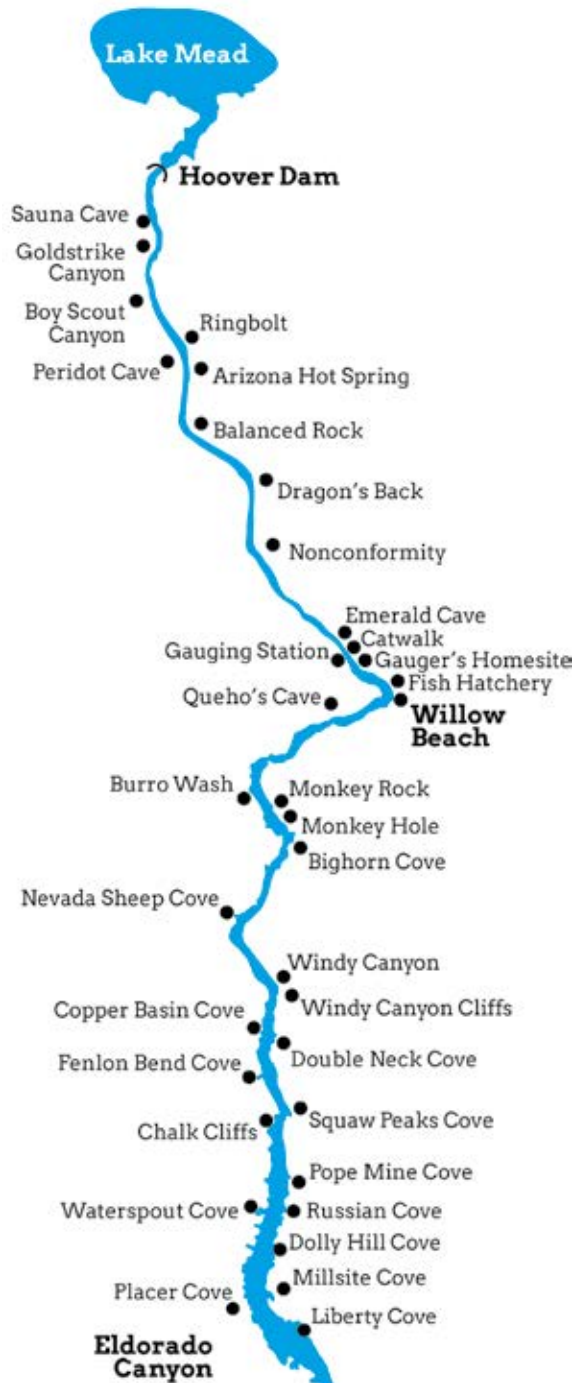 Lake Mead
Hoover Dam
Sauna Cave
Goldstrike
Canyon
Boy Scout
Canyon
Ringbolt
Peridot Cave
Arizona Hot Spring
Balanced Rock
Dragon's Back
Nonconformity
Emerald Cave
Catwalk
Gauging Station
Gauger's Homesite
Fish Hatchery
Queho's Cave
Willow
Beach
Burro Wash
Monkey Rock
Monkey Hole
Bighorn Cove
Nevada Sheep Cove
Windy Canyon
Windy Canyon Cliffs
Copper Basin Cove
Double Neck Cove
Fenlon Bend Cove
Squaw Peaks Cove
Chalk Cliffs
Pope Mine Cove
Waterspout Cove
Russian Cove
Dolly Hill Cove
Millsite Cove
Placer Cove
Liberty Cove
Eldorado
Canyon